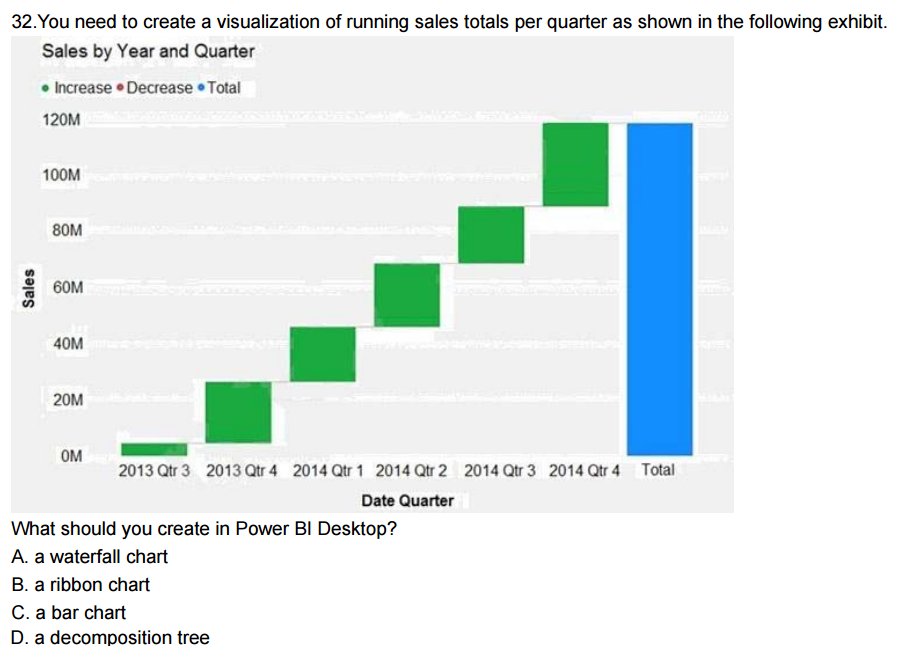 32.You need to create a visualization of running sales totals per quarter as shown in the following exhibit.
Sales by Year and Quarter
Increase Decrease Total
120M
100M
80M
60M
40M
20M
0M
Sales
2013 Qtr 3 2013 Qtr 4 2014 Qtr 1 2014 Qtr 2 2014 Qtr 3 2014 Qtr 4 Total
Date Quarter
What should you create in Power BI Desktop?
A. a waterfall chart
B. a ribbon chart
C. a bar chart
D. a decomposition tree